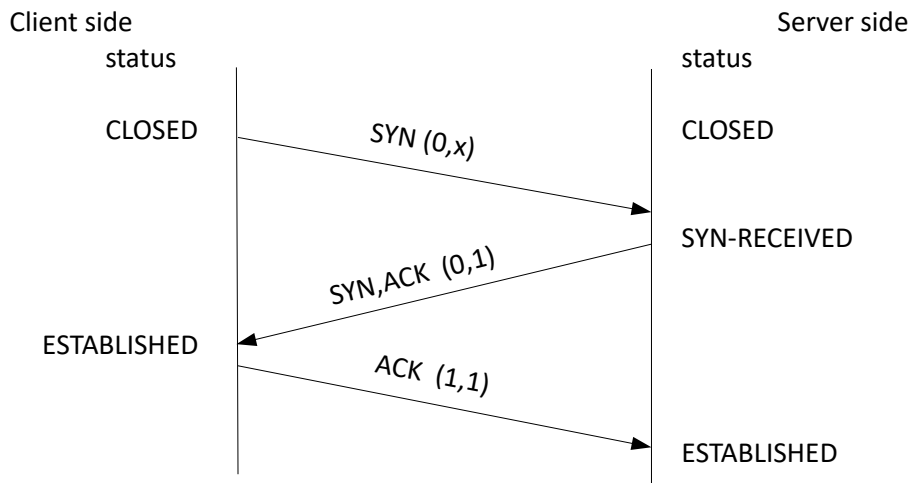 Client side
Server side
status
status
CLOSED
SYN (0,x)
CLOSED
SYN-RECEIVED
SYN,ACK (0,1)
ESTABLISHED
ACK (1,1)
ESTABLISHED